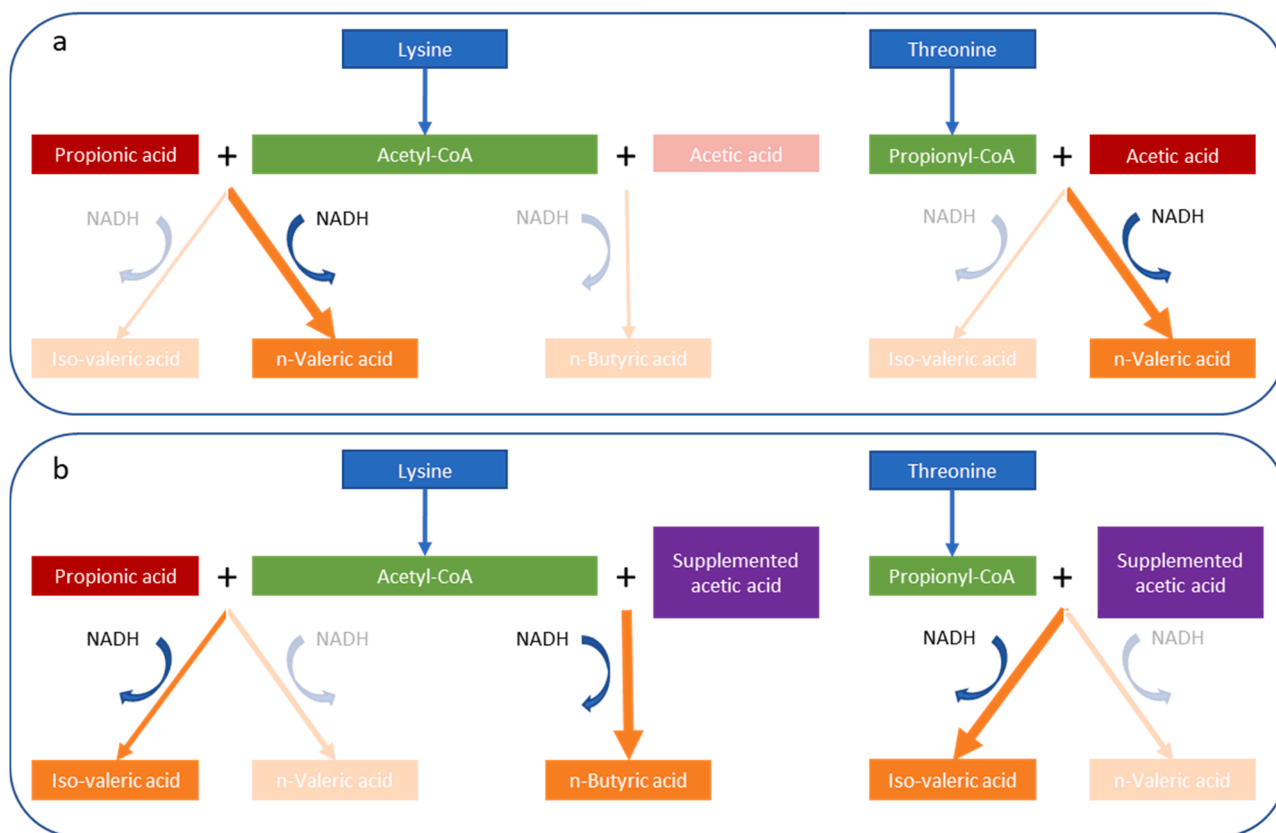 a
Lysine
Threonine
Propionic acid
+
Acetyl-CoA
+
Acetic acid
Propionyl-CoA
+
Acetic acid
NADH
NADH
NADH
NADH
NADH
Iso-valeric acid
n-Valeric acid
n-Butyric acid
Iso-valeric acid
n-Valeric acid
b
Lysine
Threonine
Propionic acid
+
Acetyl-CoA
+
Supplemented
acetic acid
Propionyl-CoA
+
Supplemented
acetic acid
NADH
NADH
NADH
NADH
NADH
Iso-valeric acid
n-Valeric acid
n-Butyric acid
Iso-valeric acid
n-Valeric acid